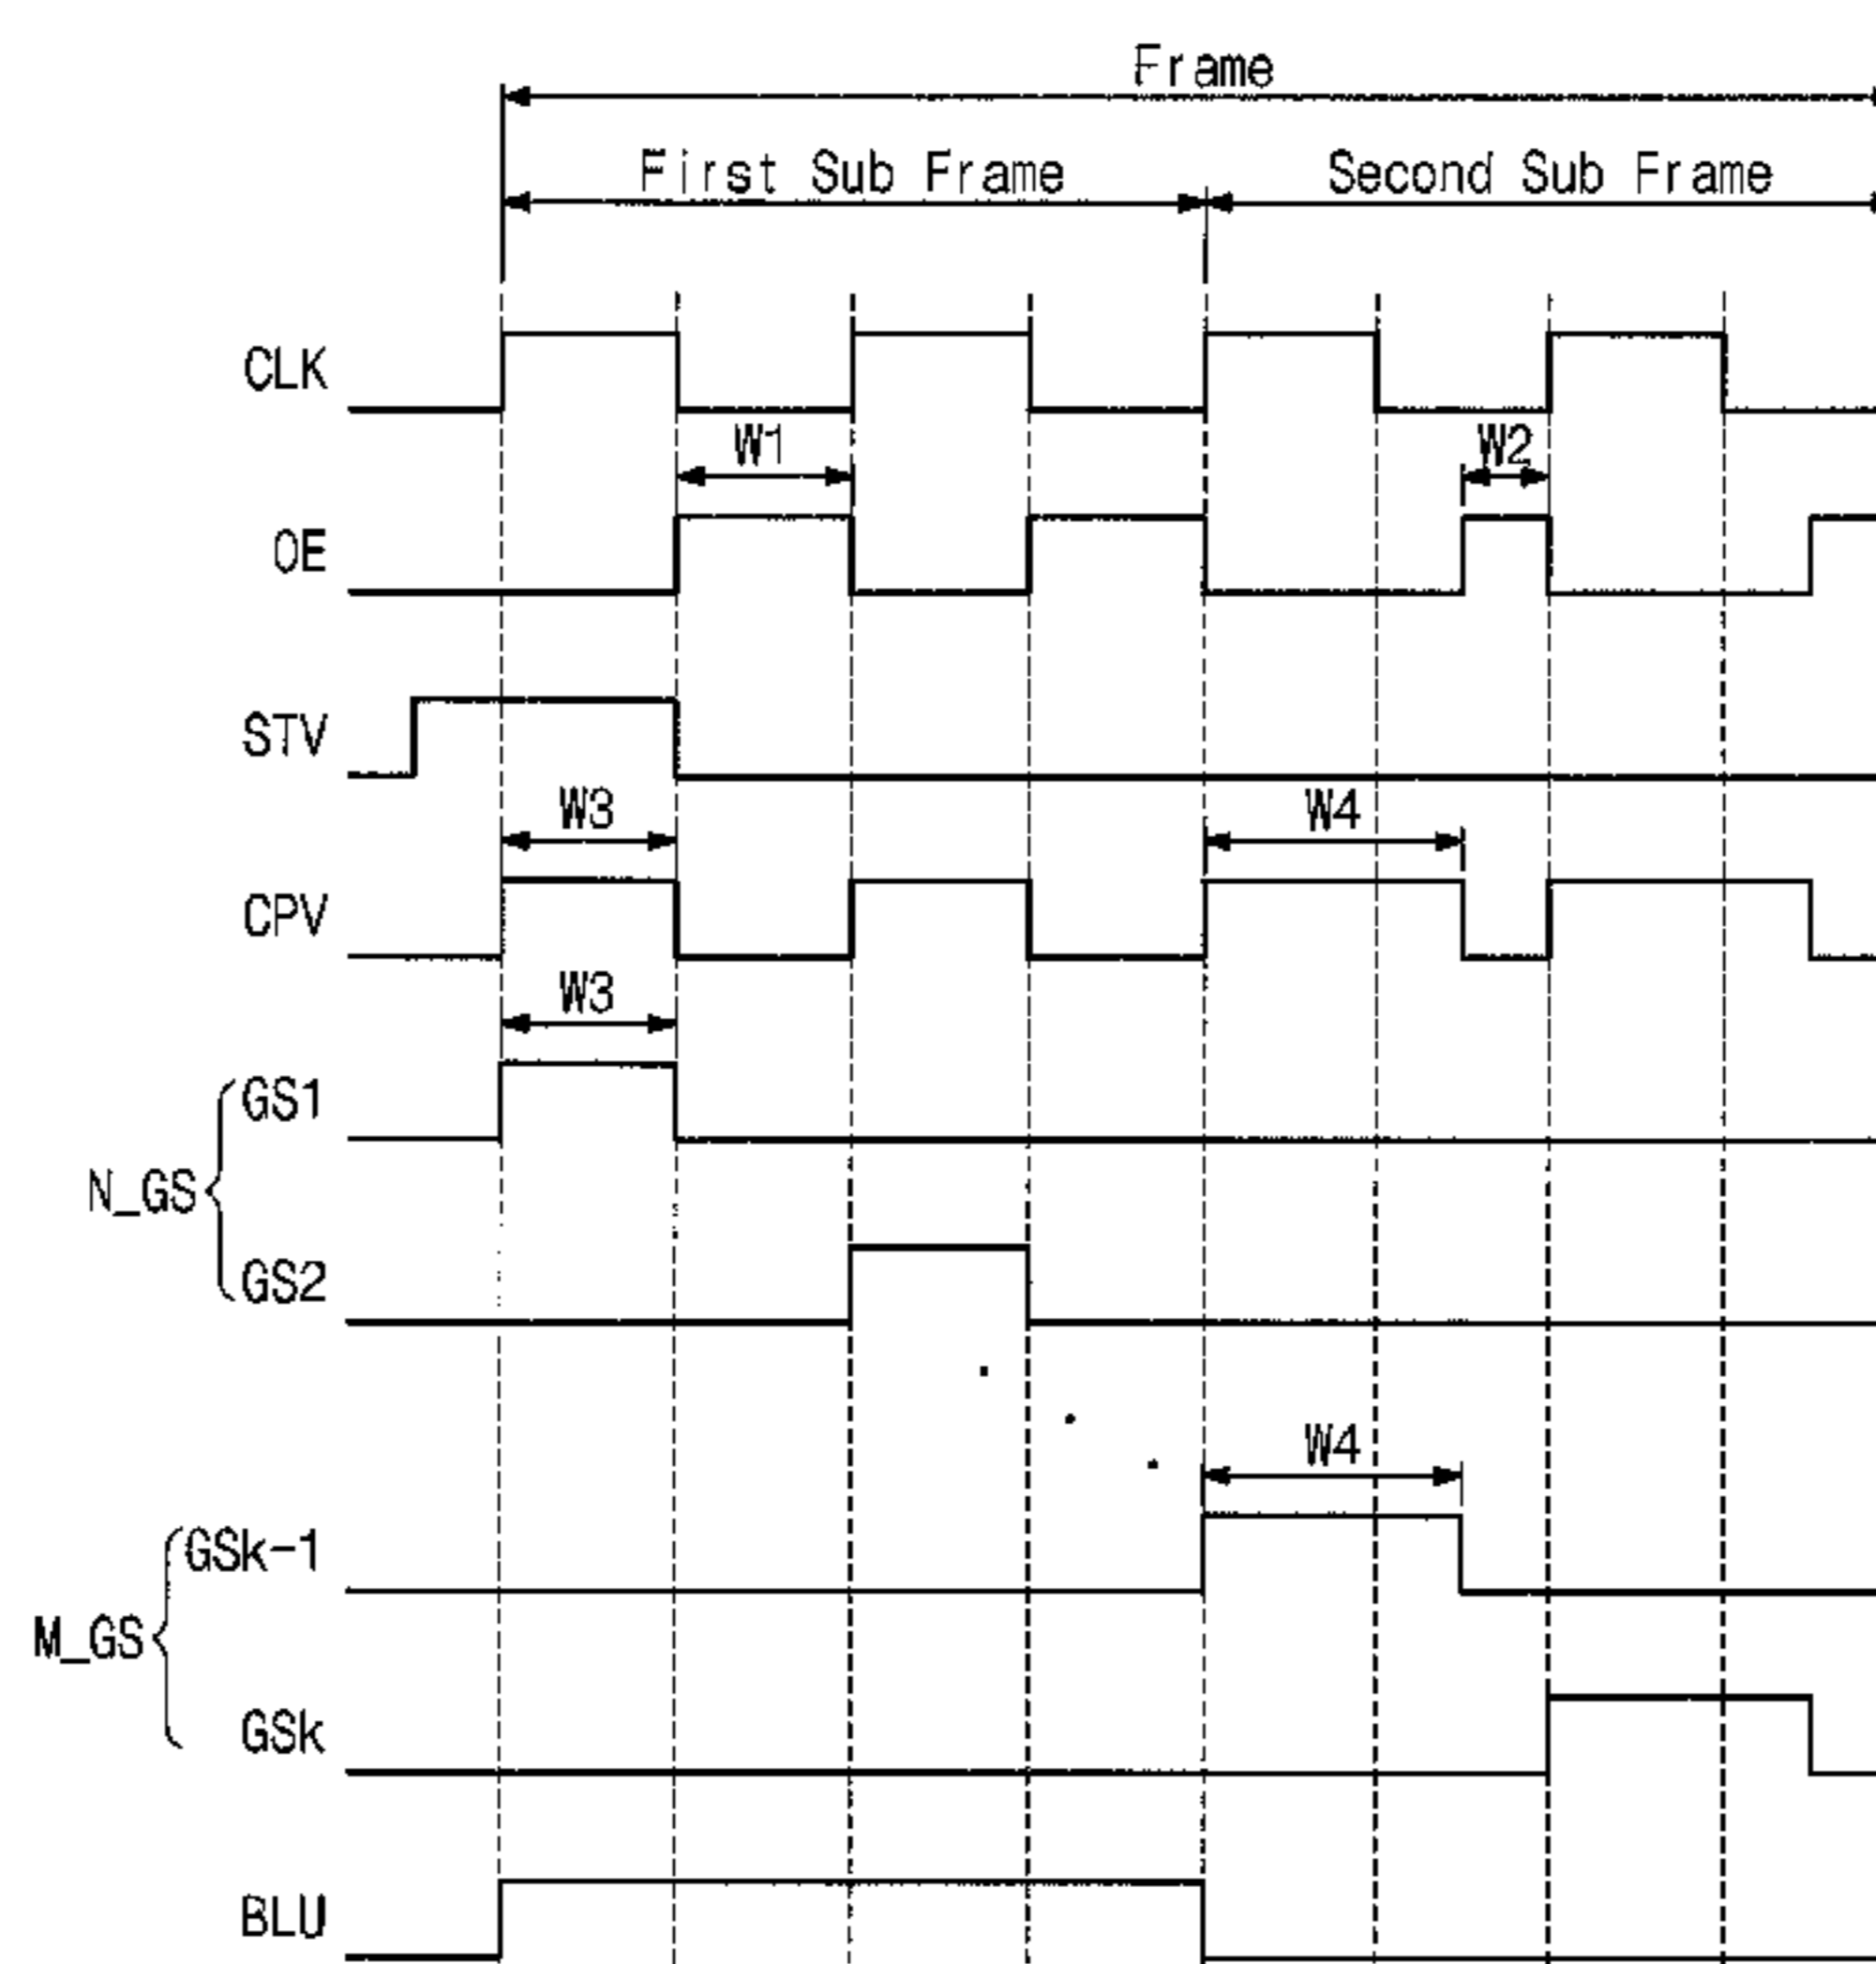 Frame
First Sub Frame
Second Sub Frame
CLK
W1
W2
OE
STV
W3
W4
CPV
W3
GS1
N_GS
GS2
W4
GSk-1
M_GS
GSk
BLU